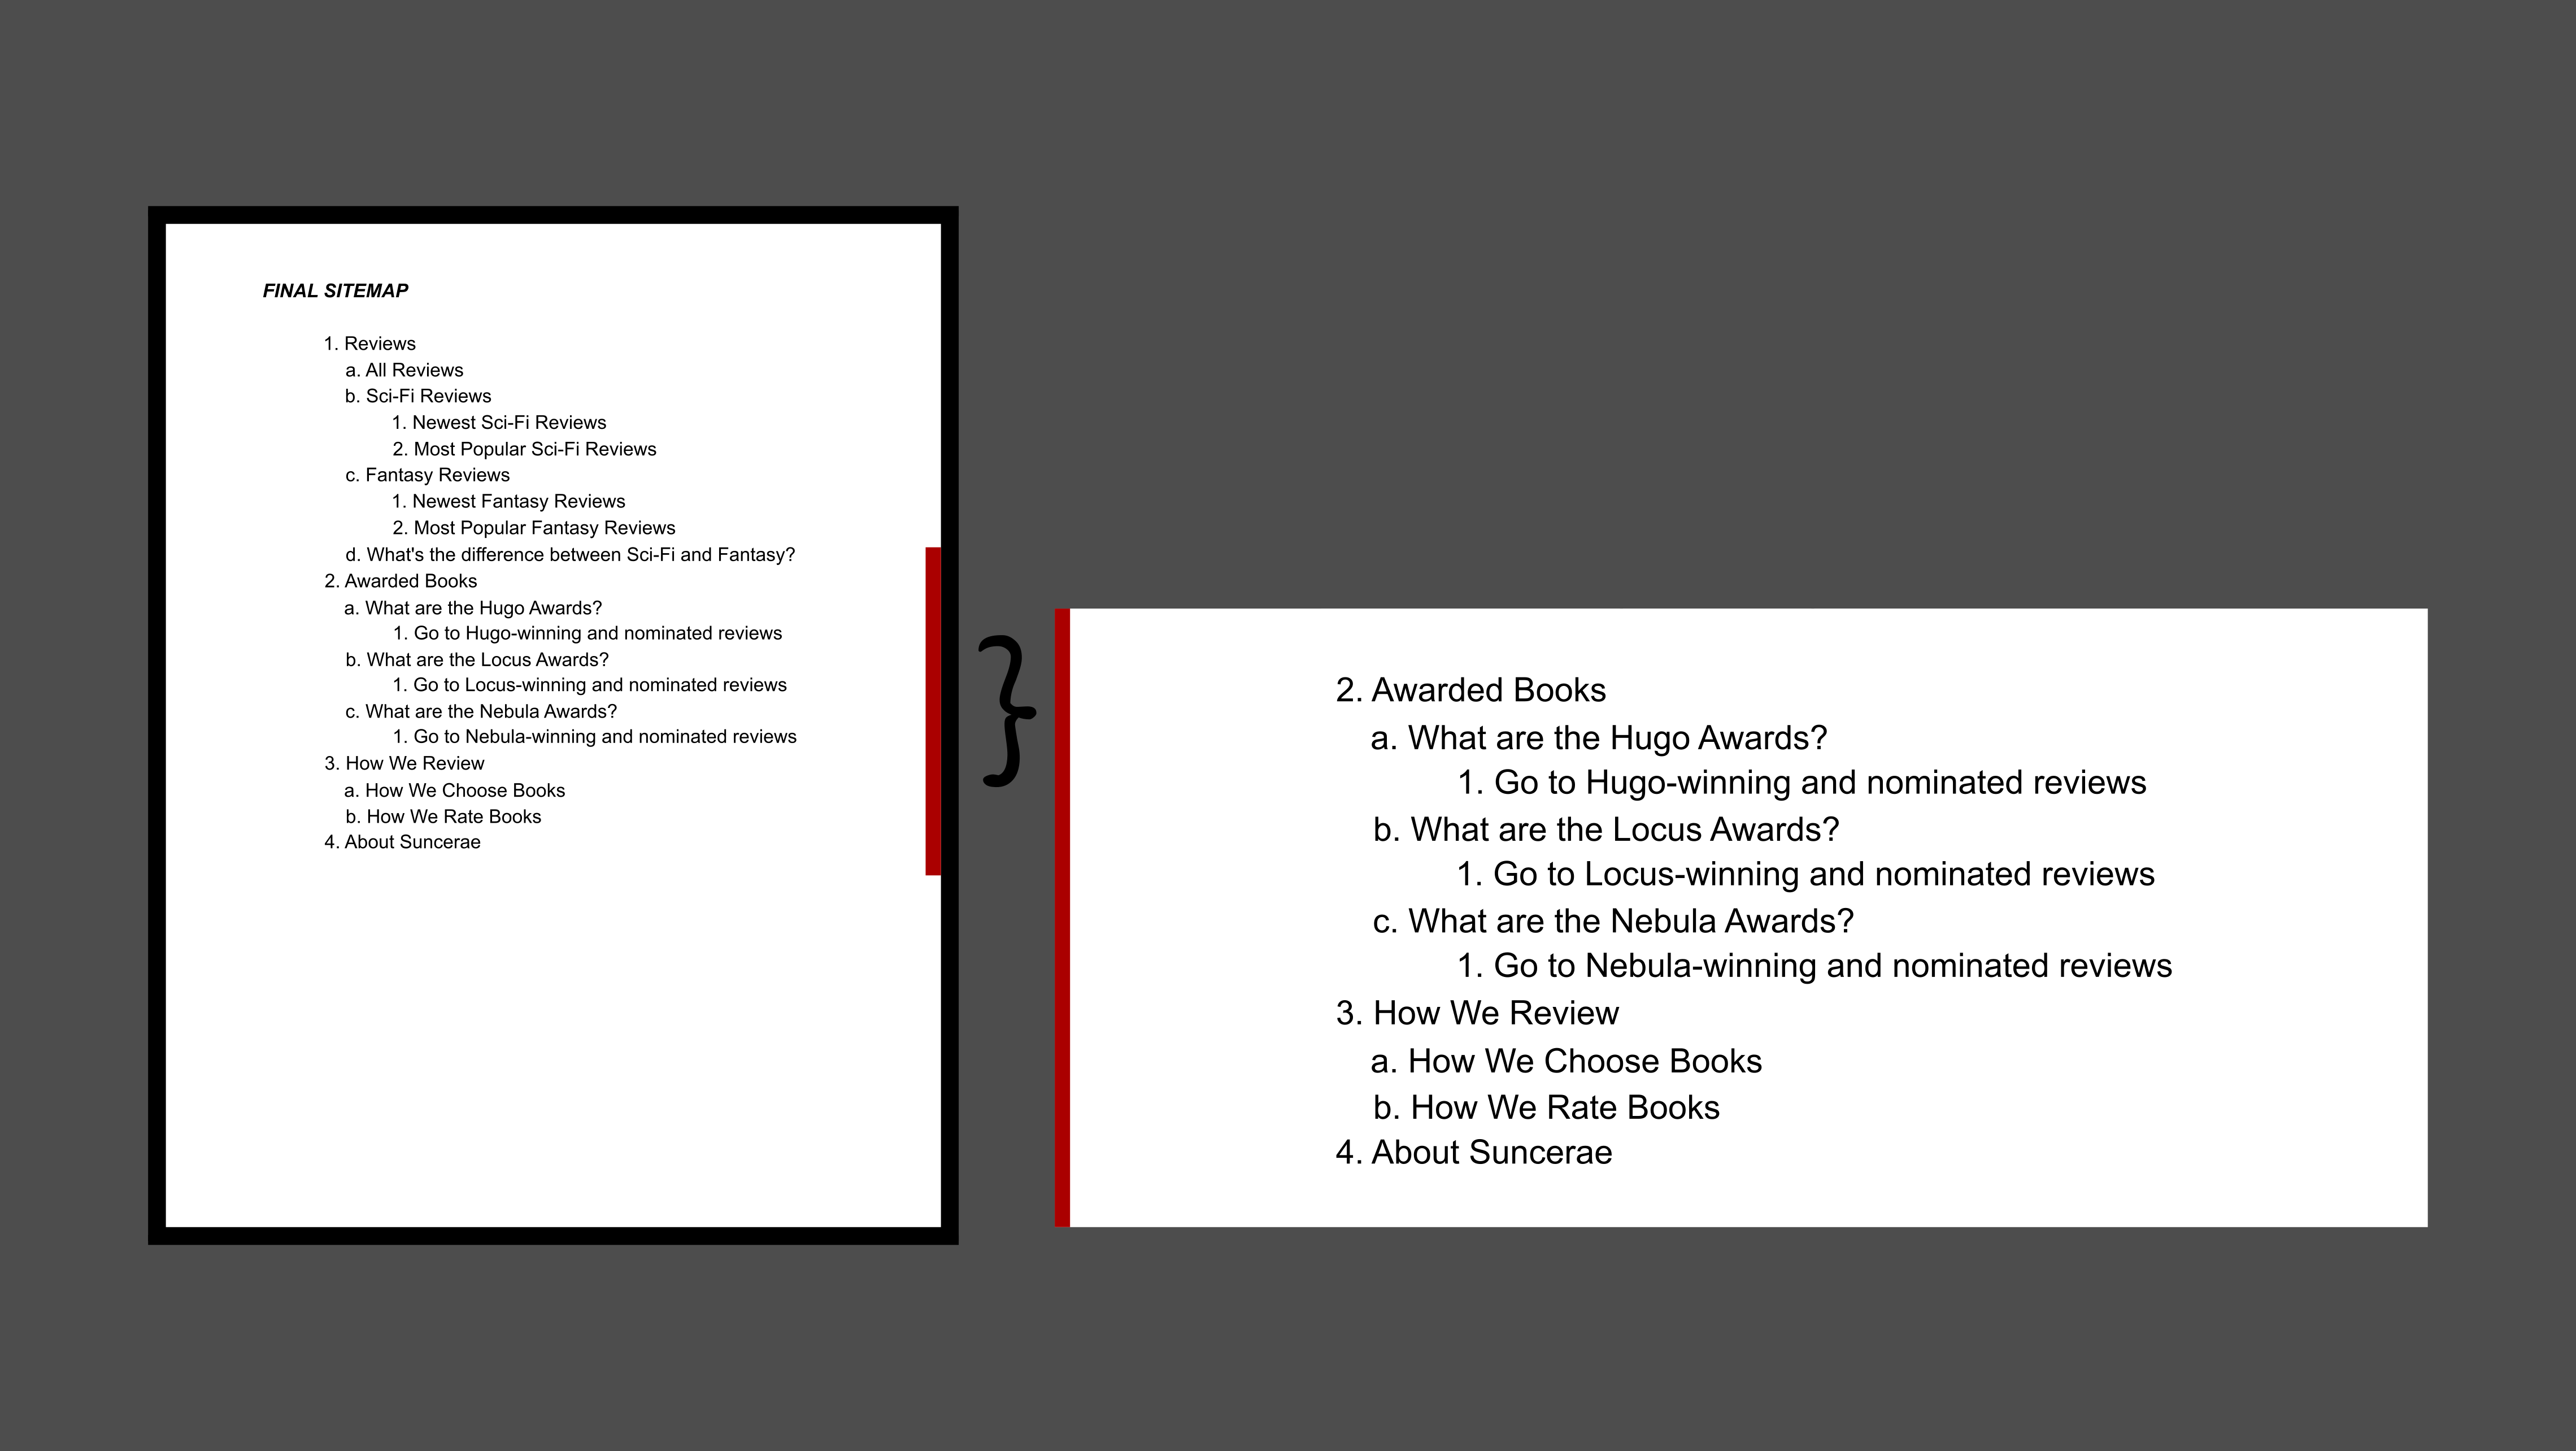 FINAL SITEMAP
1. Reviews
a. All Reviews
b. Sci-Fi Reviews
1. Newest Sci-Fi Reviews
2. Most Popular Sci-Fi Reviews
c. Fantasy Reviews
1. Newest Fantasy Reviews
2. Most Popular Fantasy Reviews
d. What's the difference between Sci-Fi and Fantasy?
2. Awarded Books
a. What are the Hugo Awards?
1. Go to Hugo-winning and nominated reviews
b. What are the Locus Awards?
1. Go to Locus-winning and nominated reviews
c. What are the Nebula Awards?
1. Go to Nebula-winning and nominated reviews
3. How We Review
a. How We Choose Books
b. How We Rate Books
4. About Suncerae
}
2. Awarded Books
a. What are the Hugo Awards?
1. Go to Hugo-winning and nominated reviews
b. What are the Locus Awards?
1. Go to Locus-winning and nominated reviews
c. What are the Nebula Awards?
1. Go to Nebula-winning and nominated reviews
3. How We Review
a. How We Choose Books
b. How We Rate Books
4. About Suncerae